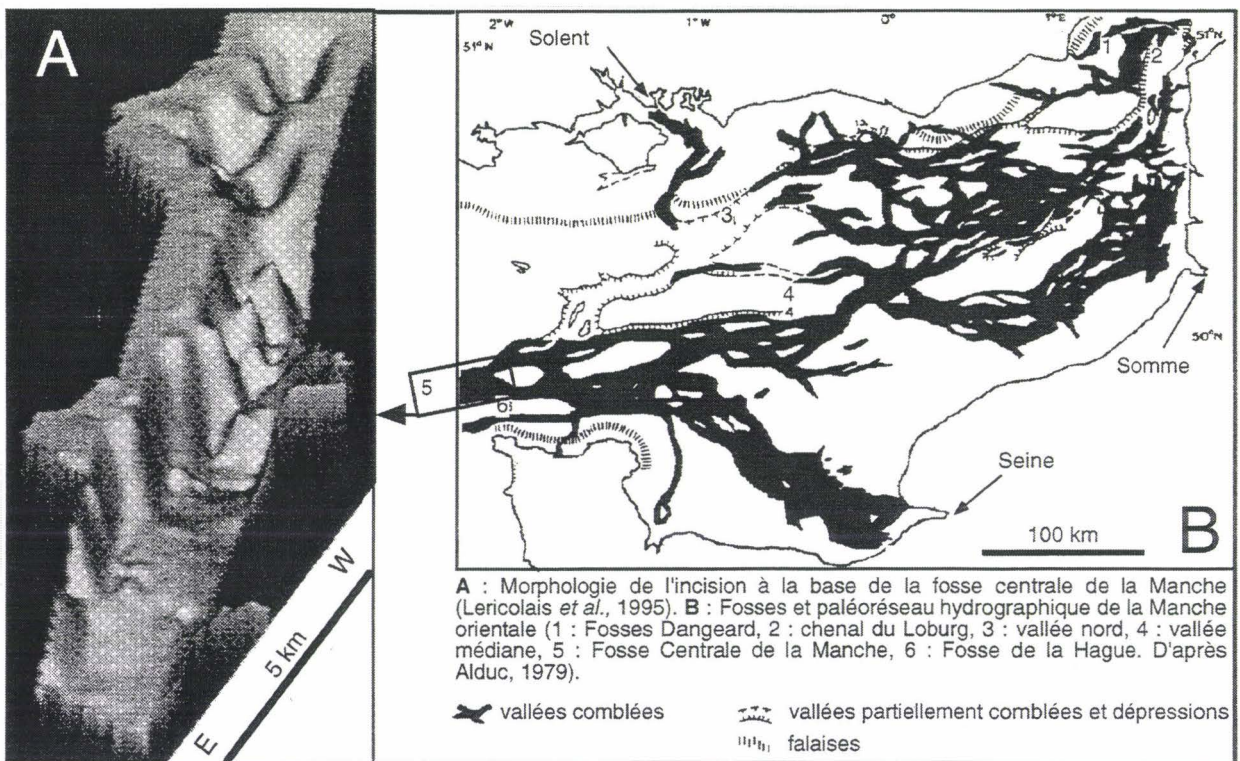 A
W
5 km
E
2°W
1°W
0°
1°E
51°N
51°N
Solent
1
2
3
4
4
50°N
5
6
Somme
Seine
100 km
B
A : Morphologie de l'incision à la base de la fosse centrale de la Manche
(Lericolais et al., 1995). B : Fosses et paléoréseau hydrographique de la Manche
orientale (1 : Fosses Dangeard, 2 : chenal du Loburg, 3 : vallée nord, 4 : vallée
médiane, 5 : Fosse Centrale de la Manche, 6 : Fosse de la Hague. D'après
Alduc, 1979).
vallées comblées
vallées partiellement comblées et dépressions
falaises